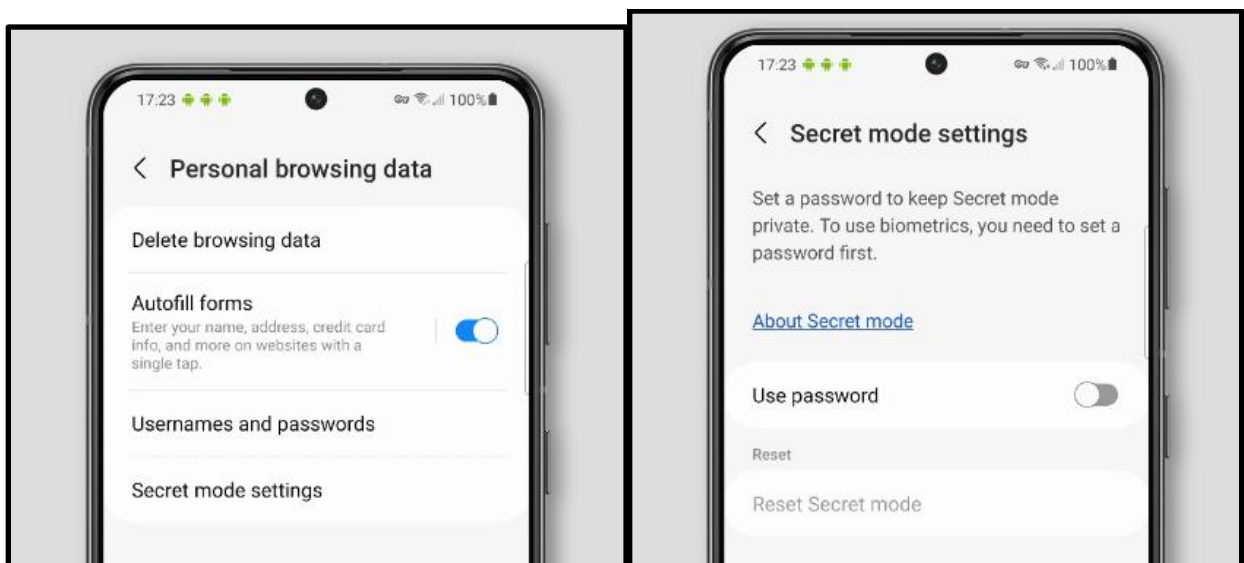 17:23 100%
Personal browsing data
Delete browsing data
Autofill forms
Enter your name, address, credit card
info, and more on websites with a
single tap.
Usernames and passwords
Secret mode settings
17:23 100%
Secret mode settings
Set a password to keep Secret mode
private. To use biometrics, you need to set a
password first.
About Secret mode
Use password
Reset
Reset Secret mode